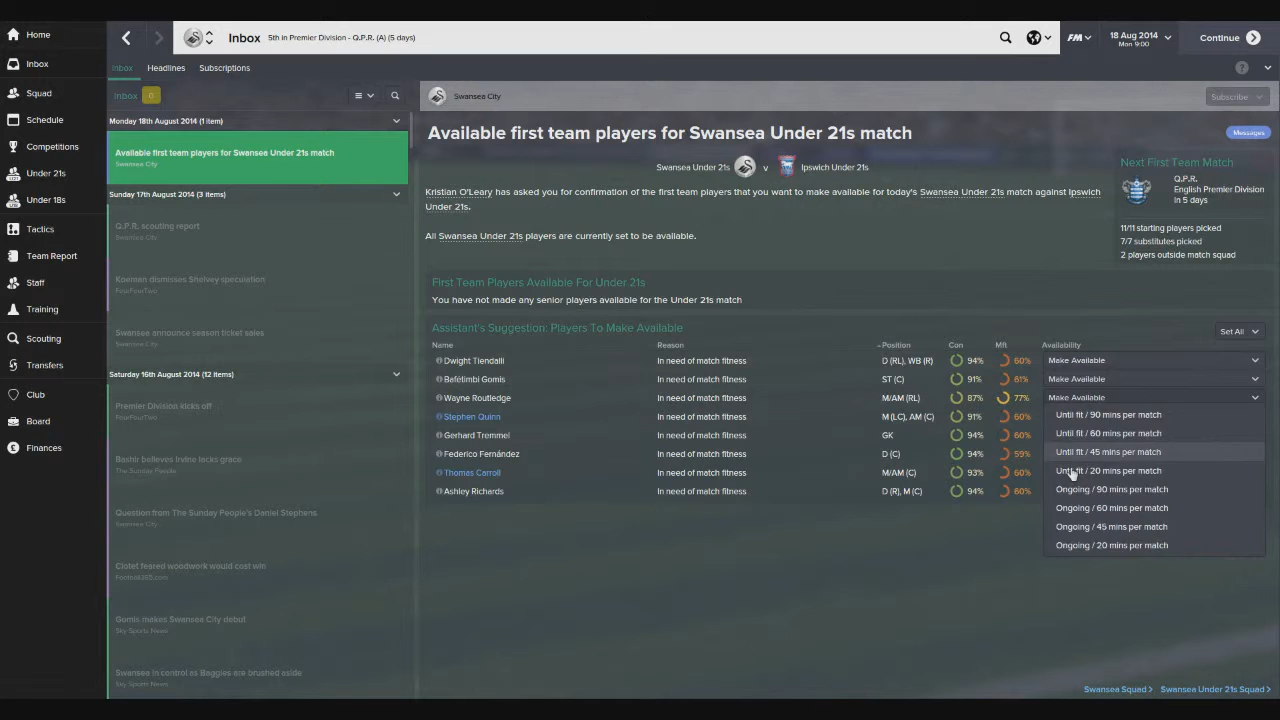 Home
Inbox
Squad
Schedule
Competitions
Under 21s
Under 18s
Tactics
Team Report
Staff
Training
Scouting
Transfers
Club
Board
Finances
Inbox 5th in Premier Division - Q.P.R. (A) (5 days)
FM
18 Aug 2014
Mon 9:00
Continue
Inbox Headlines Subscriptions
Inbox 0
Monday 18th August 2014 (1 item)
Available first team players for Swansea Under 21s match
Swansea City
Sunday 17th August 2014 (3 items)
Q.P.R. scouting report
Swansea City
Koeman dismisses Shelvey speculation
FourFourTwo
Swansea announce season ticket sales
Swansea City
Saturday 16th August 2014 (12 items)
Premier Division kicks off
FourFourTwo
Bashir believes Irvine lacks grace
The Sunday People
Question from The Sunday People's Daniel Stephens
Swansea City
Clotet feared woodwork would cost win
Football365.com
Gomis makes Swansea City debut
Sky Sports News
Swansea in control as Baggies are brushed aside
Sky Sports News
Swansea City
Subscribe
Available first team players for Swansea Under 21s match
Messages
Swansea Under 21s v Ipswich Under 21s
Kristian O'Leary has asked you for confirmation of the first team players that you want to make available for today's Swansea Under 21s match against Ipswich
Under 21s.
All Swansea Under 21s players are currently set to be available.
Next First Team Match
Q.P.R.
English Premier Division
In 5 days
11/11 starting players picked
7/7 substitutes picked
2 players outside match squad
First Team Players Available For Under 21s
You have not made any senior players available for the Under 21s match
Assistant's Suggestion: Players To Make Available
Set All
Name Reason Position Con Mft Availability
Dwight Tiendalli In need of match fitness D (RL), WB (R) 94% 60% Make Available
Bafétimbi Gomis In need of match fitness ST (C) 91% 61% Make Available
Wayne Routledge In need of match fitness M/AM (RL) 87% 77% Make Available
Stephen Quinn In need of match fitness M (LC), AM (C) 91% 60%
Gerhard Tremmel In need of match fitness GK 94% 60%
Federico Fernández In need of match fitness D (C) 94% 59%
Thomas Carroll In need of match fitness M/AM (C) 93% 60%
Ashley Richards In need of match fitness D (R), M (C) 94% 60%
Until fit / 90 mins per match
Until fit / 60 mins per match
Until fit / 45 mins per match
Until fit / 20 mins per match
Ongoing / 90 mins per match
Ongoing / 60 mins per match
Ongoing / 45 mins per match
Ongoing / 20 mins per match
Swansea Squad > Swansea Under 21s Squad >